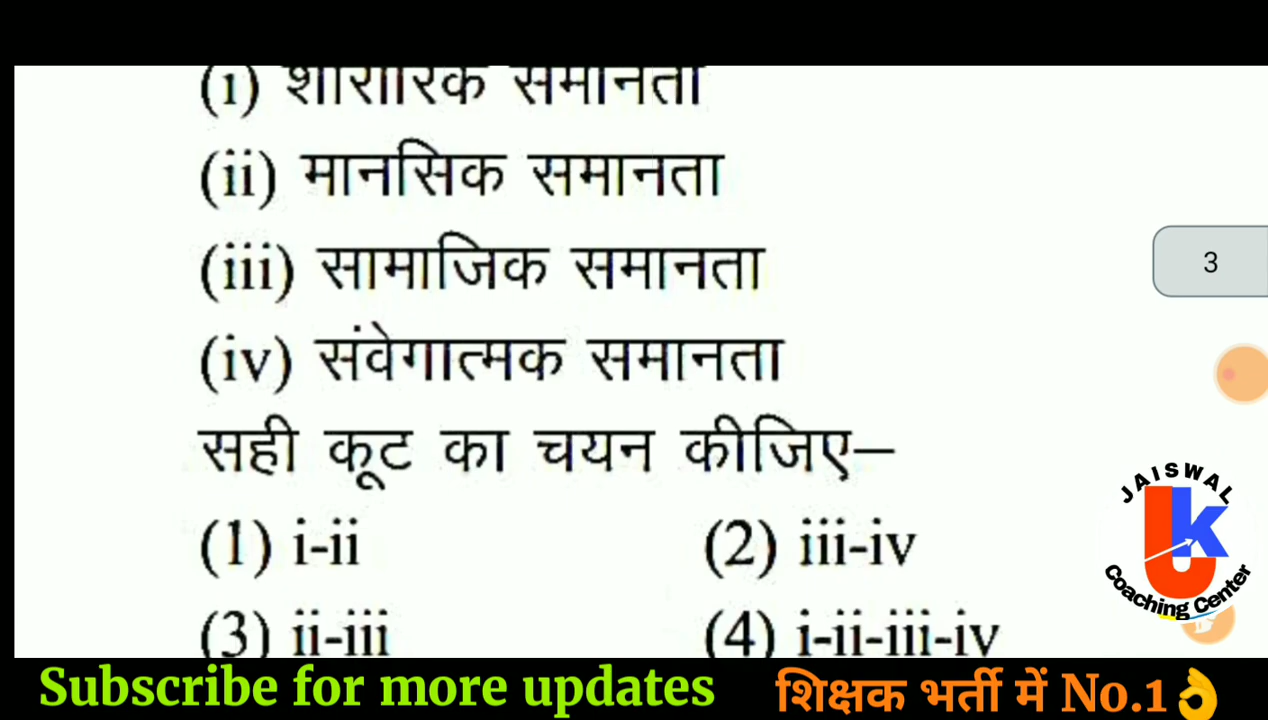 (i) शारीरिक समानता
(ii) मानसिक समानता
(iii) सामाजिक समानता
(iv) संवेगात्मक समानता
सही कूट का चयन कीजिए–
(1) i-ii (2) iii-iv
(3) ii-iii (4) i-ii-iii-iv
3
JAISWAL
JK
Coaching Center
Subscribe for more updates
शिक्षक भर्ती में No.1👌